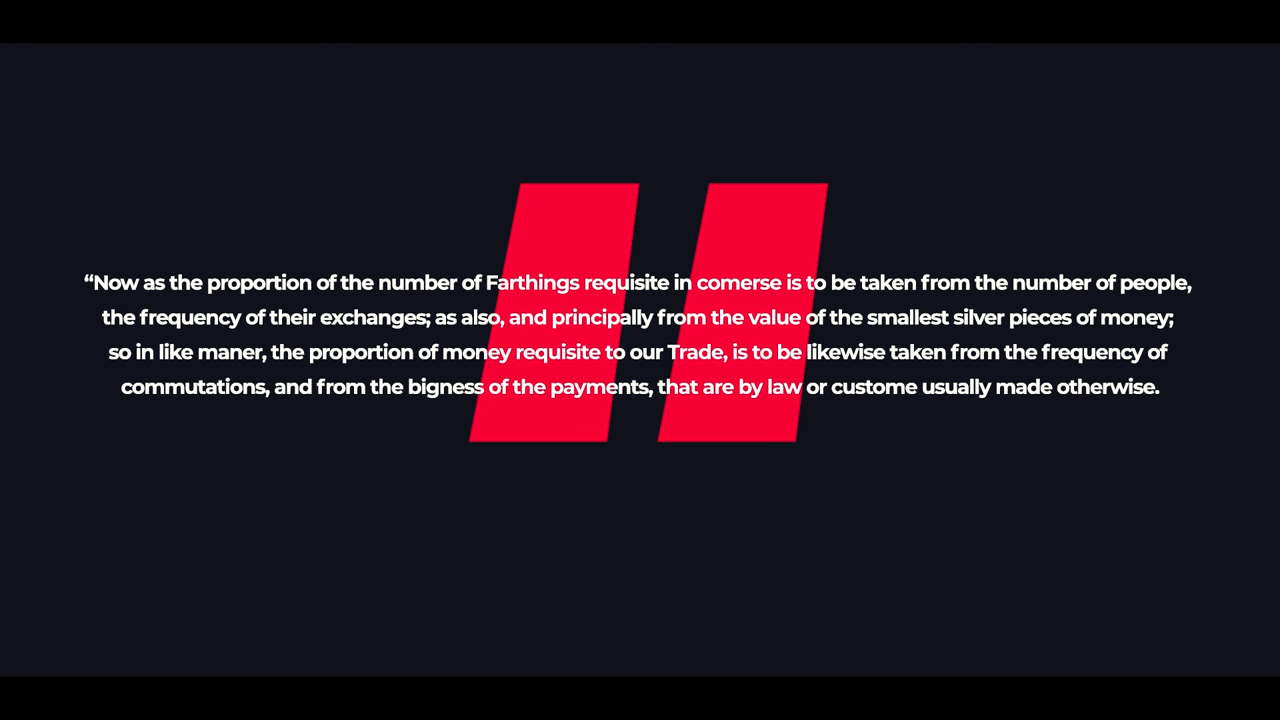 “Now as the proportion of the number of Farthings requisite in comerse is to be taken from the number of people,
the frequency of their exchanges; as also, and principally from the value of the smallest silver pieces of money;
so in like maner, the proportion of money requisite to our Trade, is to be likewise taken from the frequency of
commutations, and from the bigness of the payments, that are by law or custome usually made otherwise.